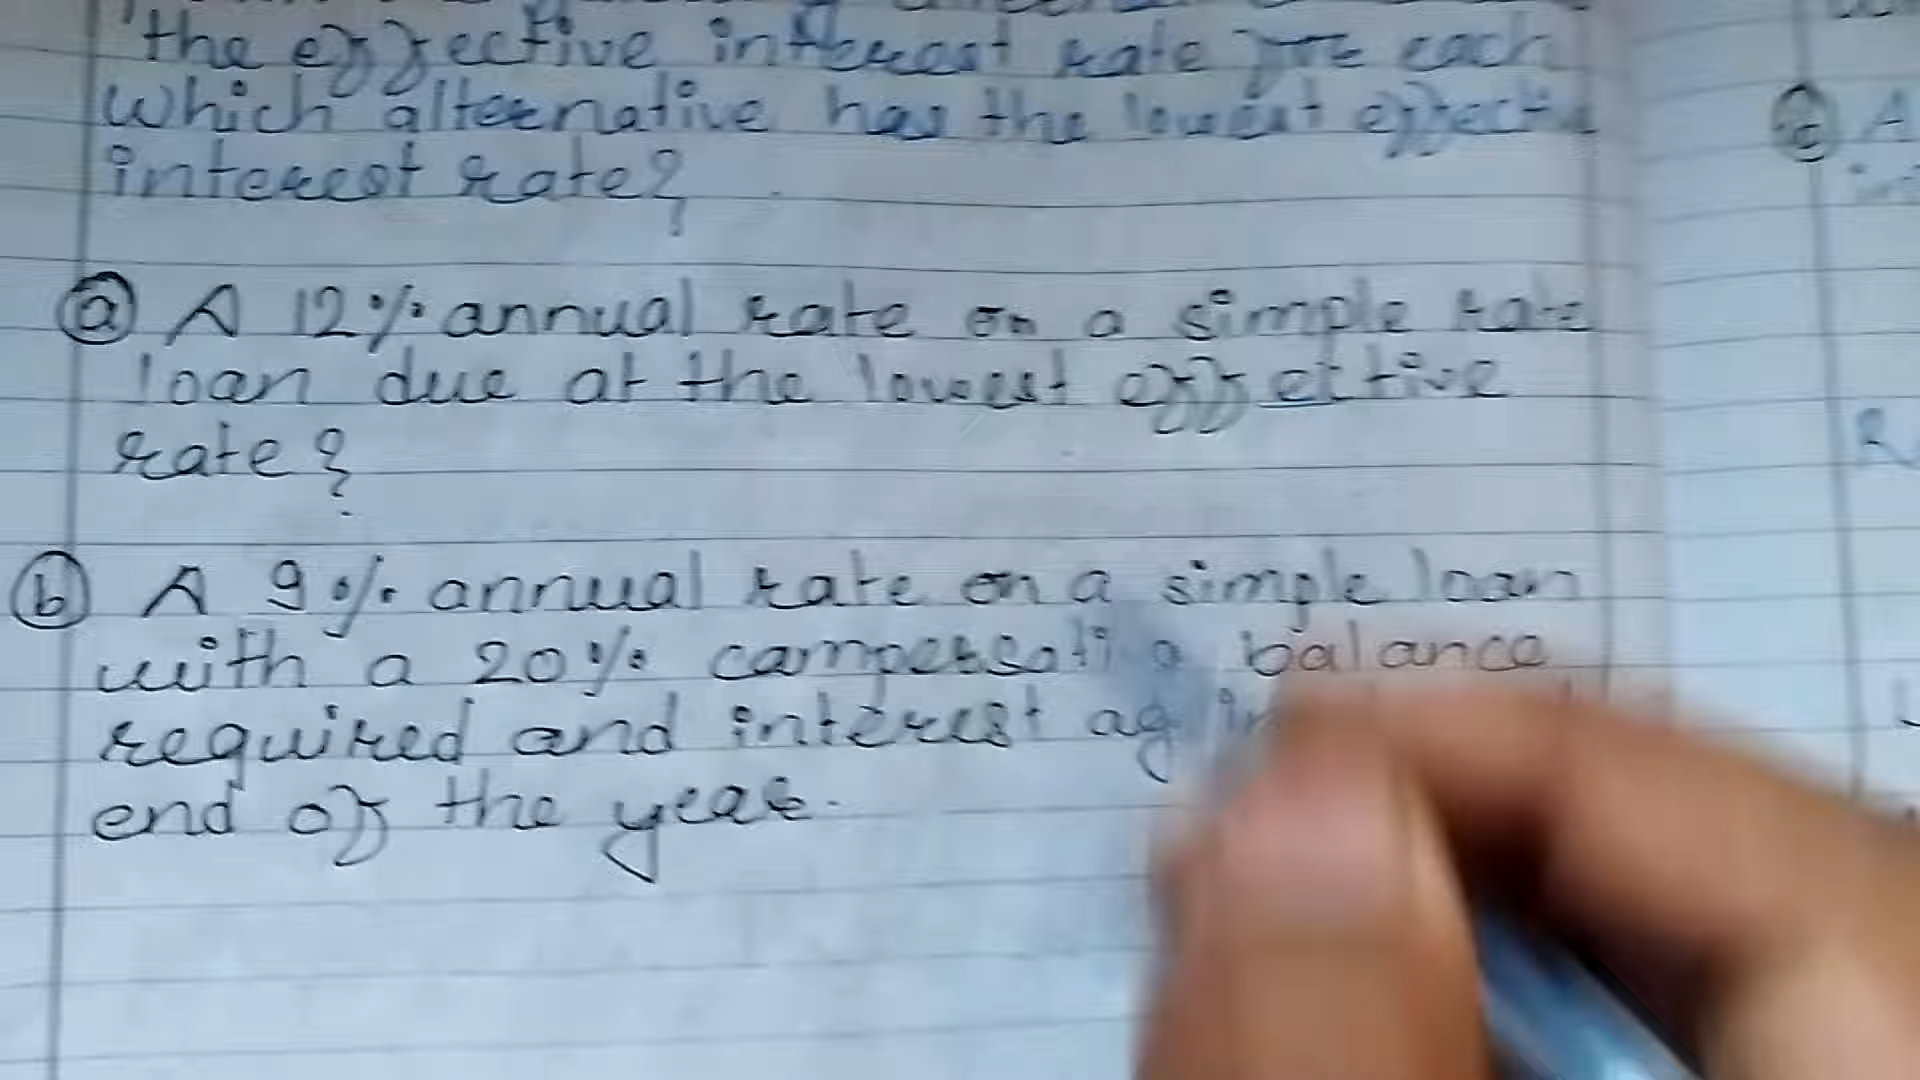 the effective interest rate for each
which alternative has the lowest effective
interest rate?
ⓐ A 12% annual rate on a simple rate
loan due at the lowest effective
rate?
ⓑ A 9% annual rate on a simple loan
with a 20% balance
required and interest
end of the year.
ⓒ A